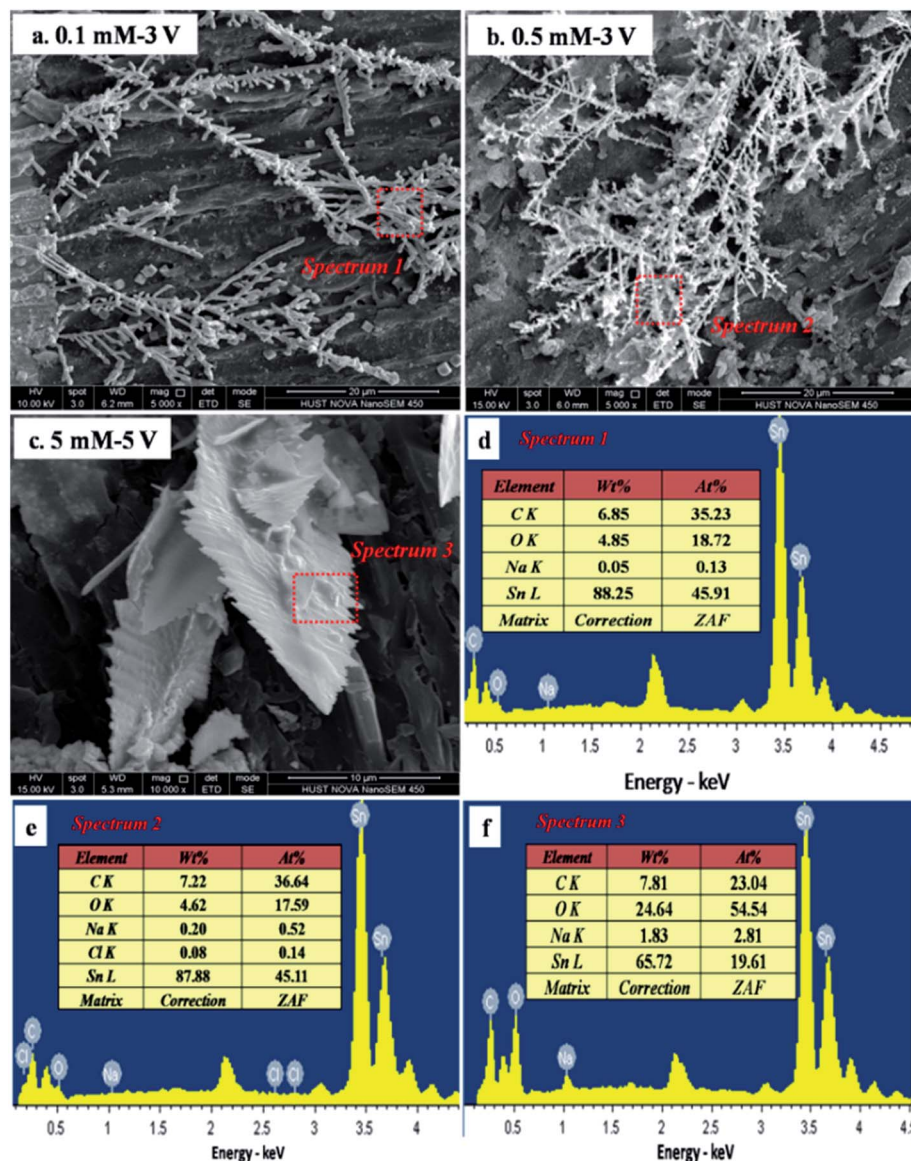 a. 0.1 mM-3 V
Spectrum 1
HV spot WD mag det mode 20 µm
10.00 kV 3.0 6.2 mm 5 000 x ETD SE HUST NOVA NanoSEM 450
b. 0.5 mM-3 V
Spectrum 2
HV spot WD mag det mode 20 µm
15.00 kV 3.0 6.0 mm 5 000 x ETD SE HUST NOVA NanoSEM 450
c. 5 mM-5 V
Spectrum 3
HV spot WD mag det mode 10 µm
15.00 kV 3.0 5.3 mm 10 000 x ETD SE HUST NOVA NanoSEM 450
d Spectrum 1
Sn
Element Wt% At%
C K 6.85 35.23
O K 4.85 18.72
Na K 0.05 0.13
Sn L 88.25 45.91
Matrix Correction ZAF
Sn
C
O
Na
0.5 1 1.5 2 2.5 3 3.5 4 4.5
Energy - keV
e Spectrum 2
Sn
Element Wt% At%
C K 7.22 36.64
O K 4.62 17.59
Na K 0.20 0.52
Cl K 0.08 0.14
Sn L 87.88 45.11
Matrix Correction ZAF
Sn
C
Cl O Na Cl Cl
0.5 1 1.5 2 2.5 3 3.5 4
Energy - keV
f Spectrum 3
Sn
Element Wt% At%
C K 7.81 23.04
O K 24.64 54.54
Na K 1.83 2.81
Sn L 65.72 19.61
Matrix Correction ZAF
Sn
C O
Na
0.5 1 1.5 2 2.5 3 3.5 4 4.5
Energy - keV